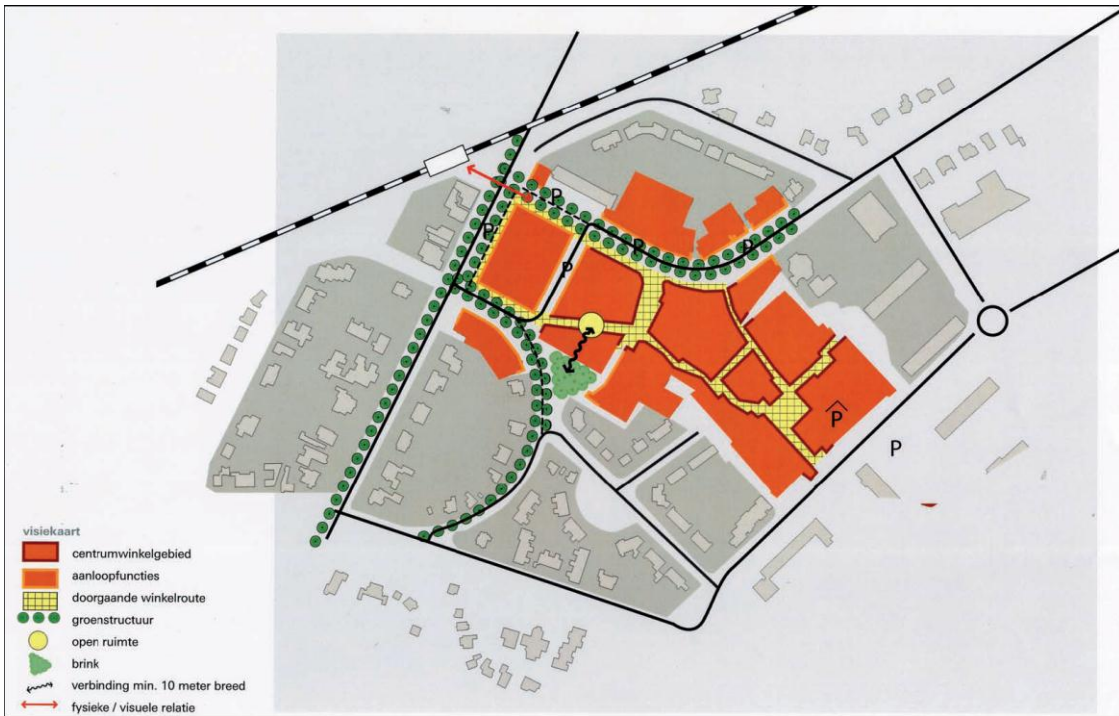 P
P
P
P
P
P
P
visiekaart
centrumwinkelgebied
aanloopfuncties
doorgaande winkelroute
groenstructuur
open ruimte
brink
verbinding min. 10 meter breed
fysieke / visuele relatie